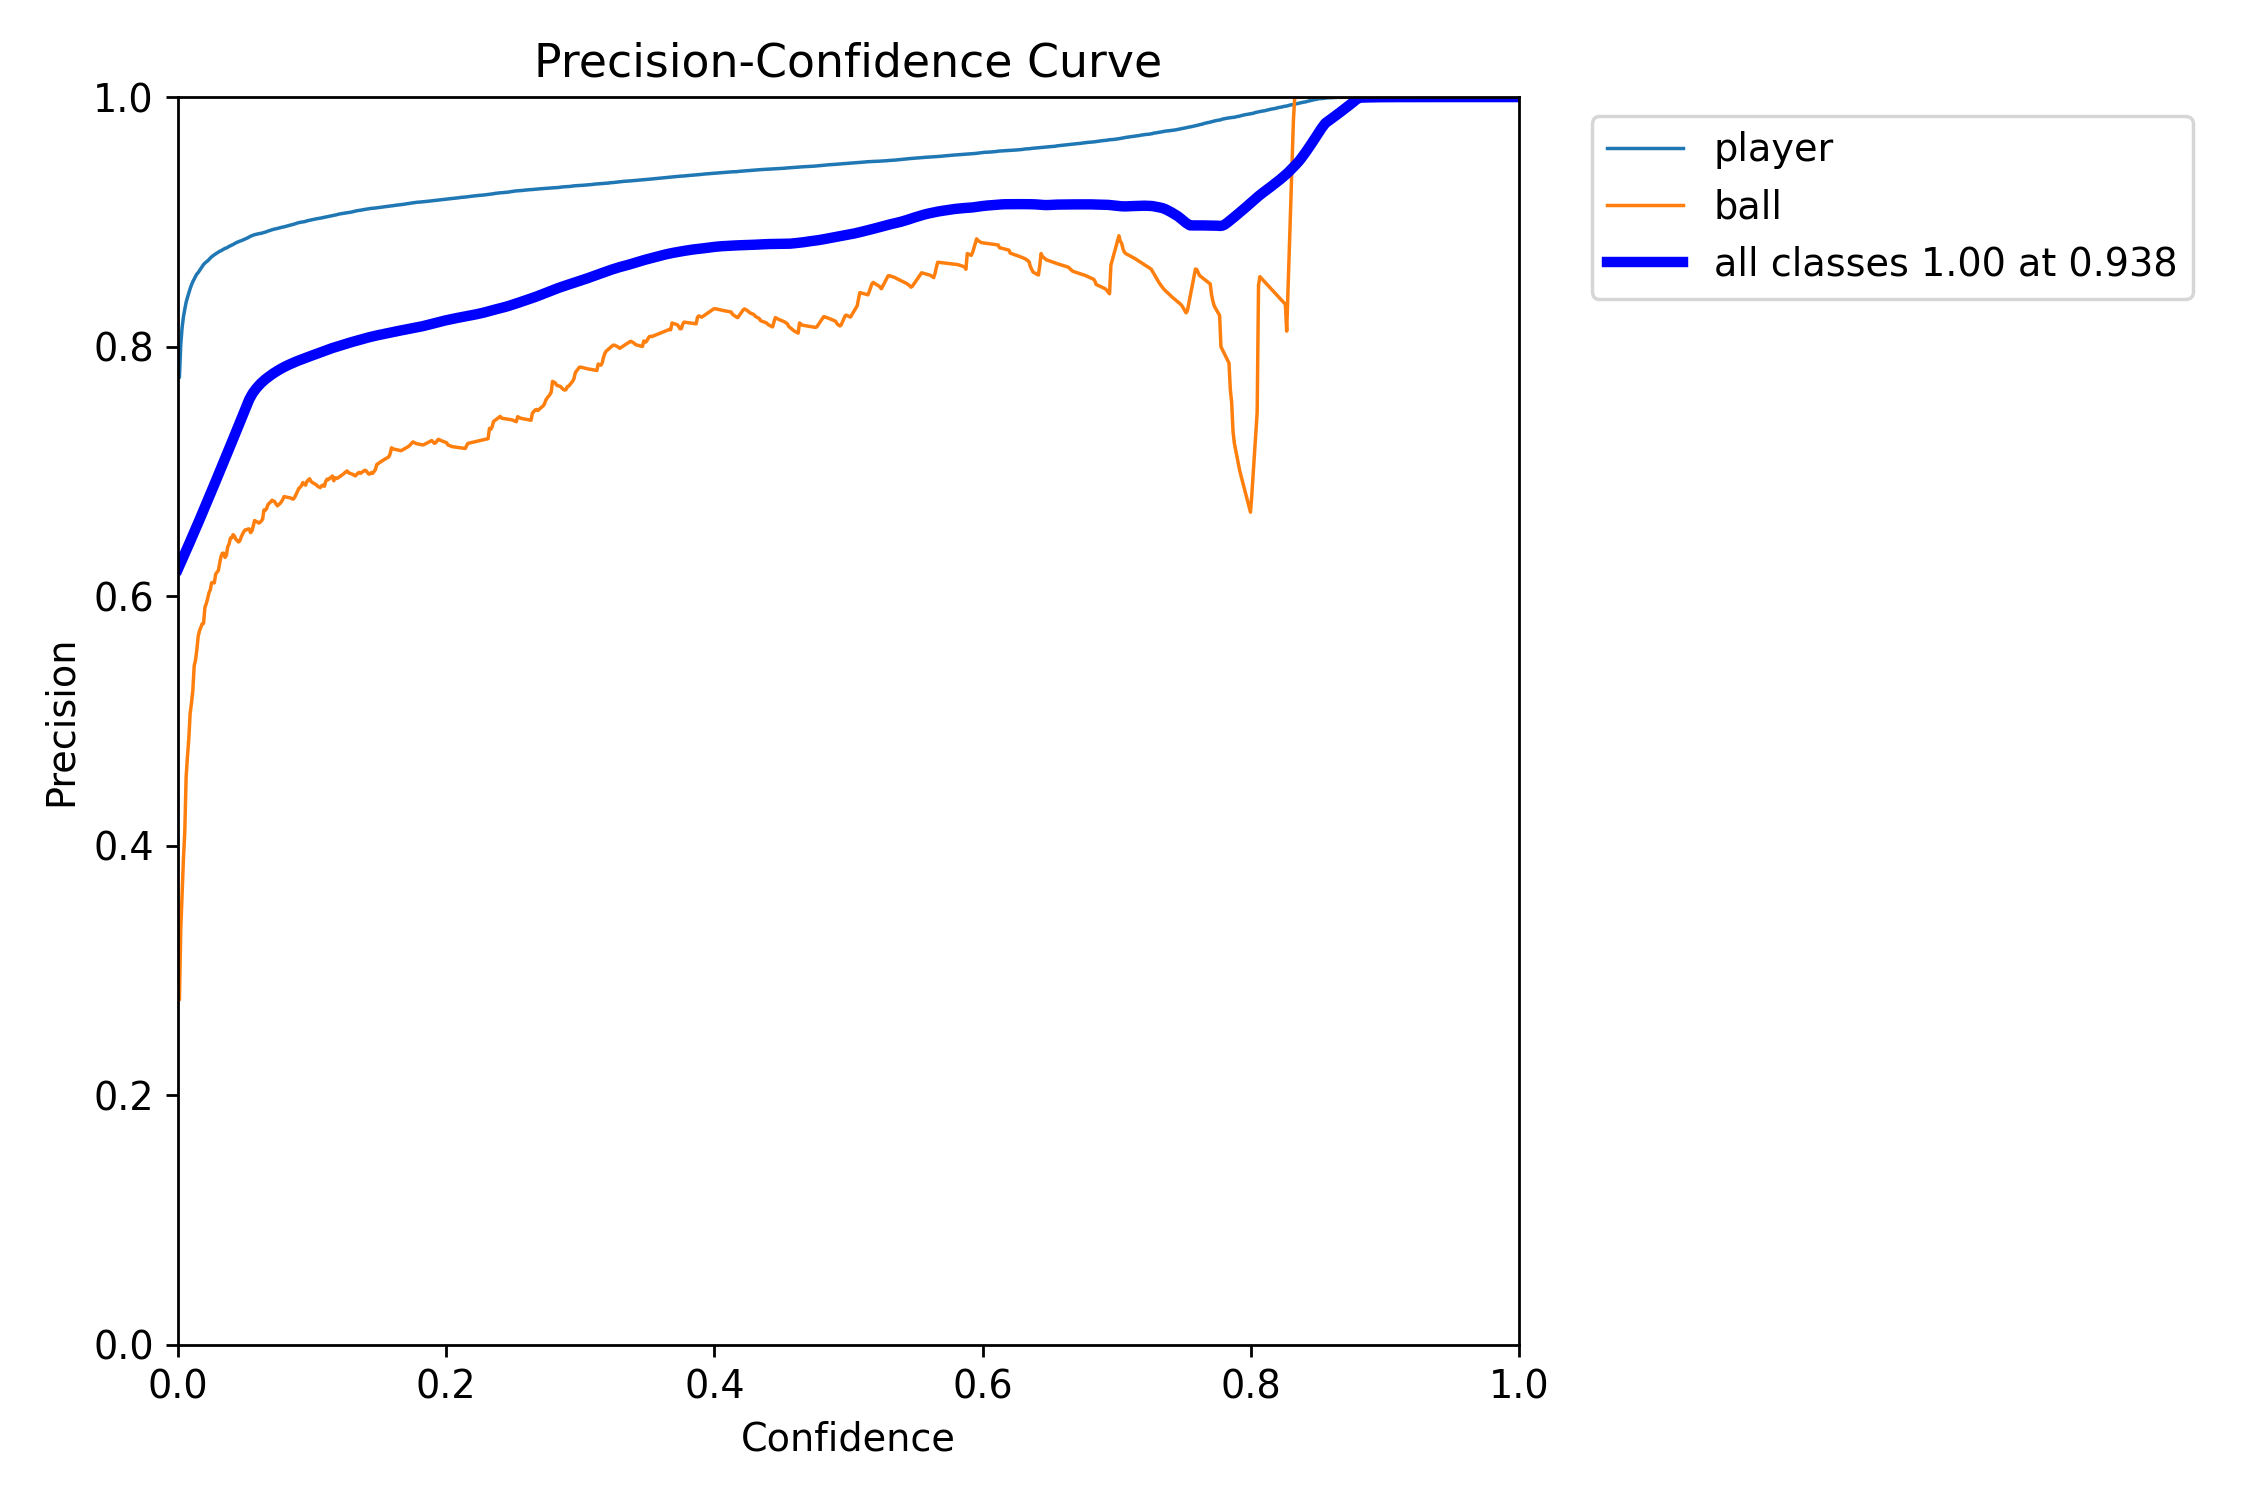 Precision-Confidence Curve
1.0
0.8
0.6
0.4
0.2
0.0
Precision
0.0 0.2 0.4 0.6 0.8 1.0
Confidence
player
ball
all classes 1.00 at 0.938